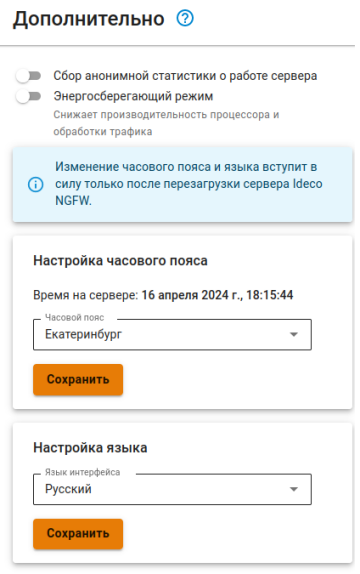 Дополнительно ?
Сбор анонимной статистики о работе сервера
Энергосберегающий режим
Снижает производительность процессора и
обработки трафика
Изменение часового пояса и языка вступит в
силу только после перезагрузки сервера Ideco
NGFW.
Настройка часового пояса
Время на сервере: 16 апреля 2024 г., 18:15:44
Часовой пояс
Екатеринбург
Сохранить
Настройка языка
Язык интерфейса
Русский
Сохранить